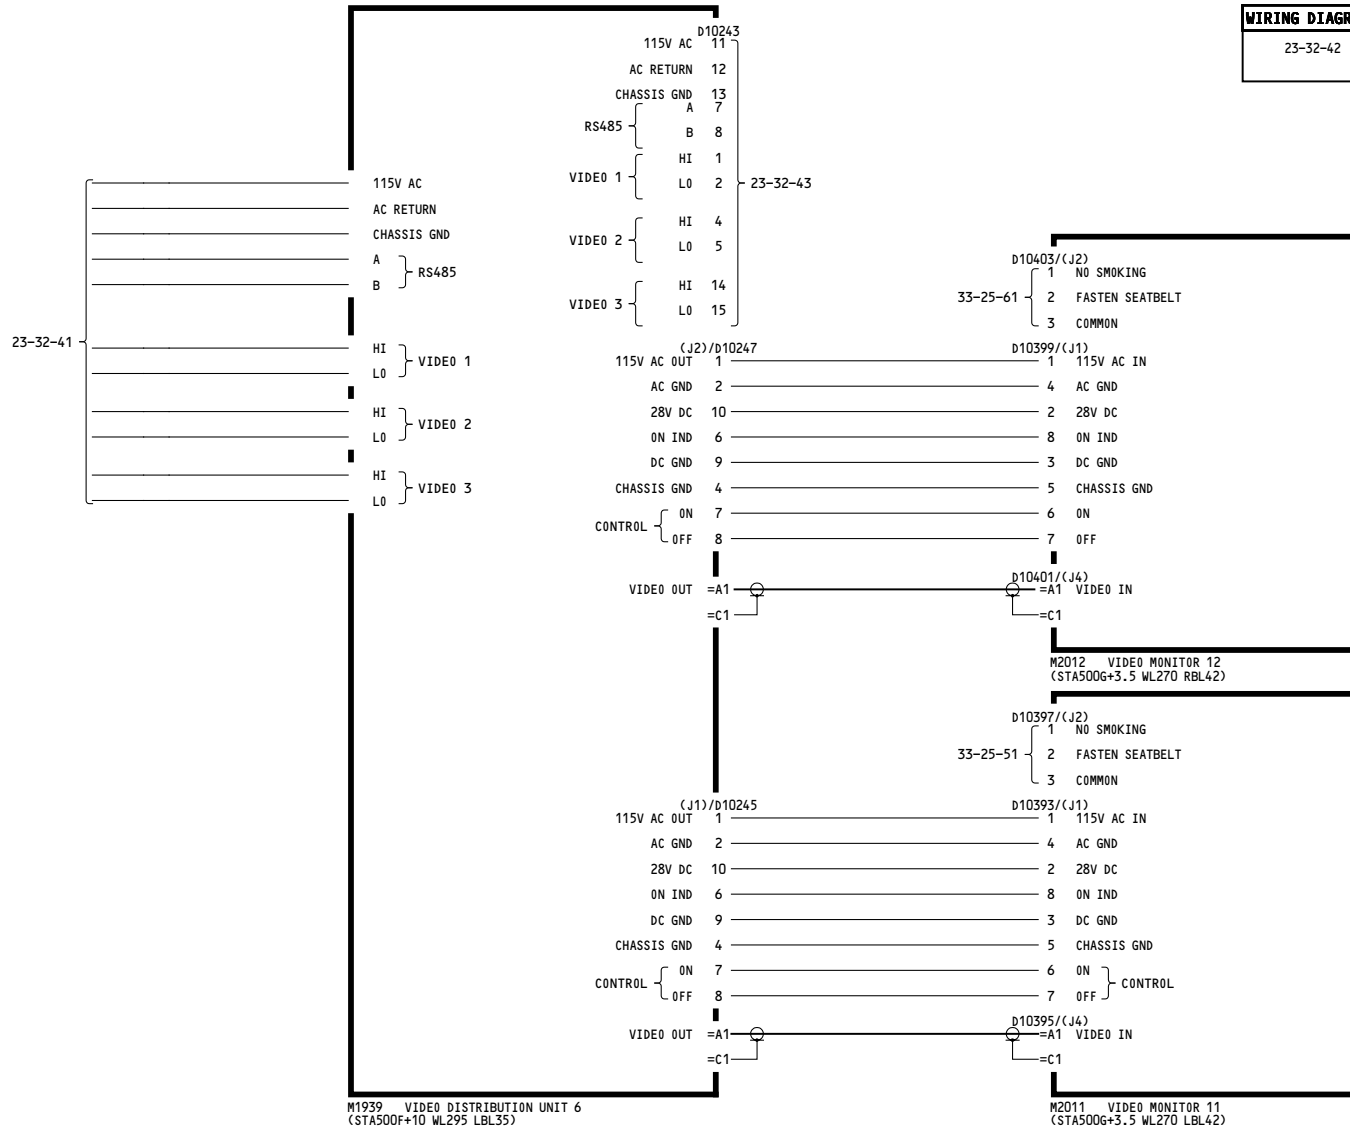 WIRING DIAGR
23-32-42
D10243
115V AC 11
AC RETURN 12
CHASSIS GND 13
A 7
RS485
B 8
HI 1
VIDEO 1
LO 2
23-32-43
HI 4
VIDEO 2
LO 5
HI 14
VIDEO 3
LO 15
115V AC
AC RETURN
CHASSIS GND
A
RS485
B
23-32-41
HI
VIDEO 1
LO
HI
VIDEO 2
LO
HI
VIDEO 3
LO
D10403/(J2)
1 NO SMOKING
33-25-61
2 FASTEN SEATBELT
3 COMMON
(J2)/D10247
D10399/(J1)
115V AC OUT 1
1 115V AC IN
AC GND 2
4 AC GND
28V DC 10
2 28V DC
ON IND 6
8 ON IND
DC GND 9
3 DC GND
CHASSIS GND 4
5 CHASSIS GND
ON 7
6 ON
CONTROL
OFF 8
7 OFF
D10401/(J4)
VIDEO OUT =A1
=A1 VIDEO IN
=C1
=C1
M2012 VIDEO MONITOR 12
(STA500G+3.5 WL270 RBL42)
D10397/(J2)
1 NO SMOKING
33-25-51
2 FASTEN SEATBELT
3 COMMON
(J1)/D10245
D10393/(J1)
115V AC OUT 1
1 115V AC IN
AC GND 2
4 AC GND
28V DC 10
2 28V DC
ON IND 6
8 ON IND
DC GND 9
3 DC GND
CHASSIS GND 4
5 CHASSIS GND
ON 7
6 ON
CONTROL
CONTROL
OFF 8
7 OFF
D10395/(J4)
VIDEO OUT =A1
=A1 VIDEO IN
=C1
=C1
M1939 VIDEO DISTRIBUTION UNIT 6
(STA500F+10 WL295 LBL35)
M2011 VIDEO MONITOR 11
(STA500G+3.5 WL270 LBL42)